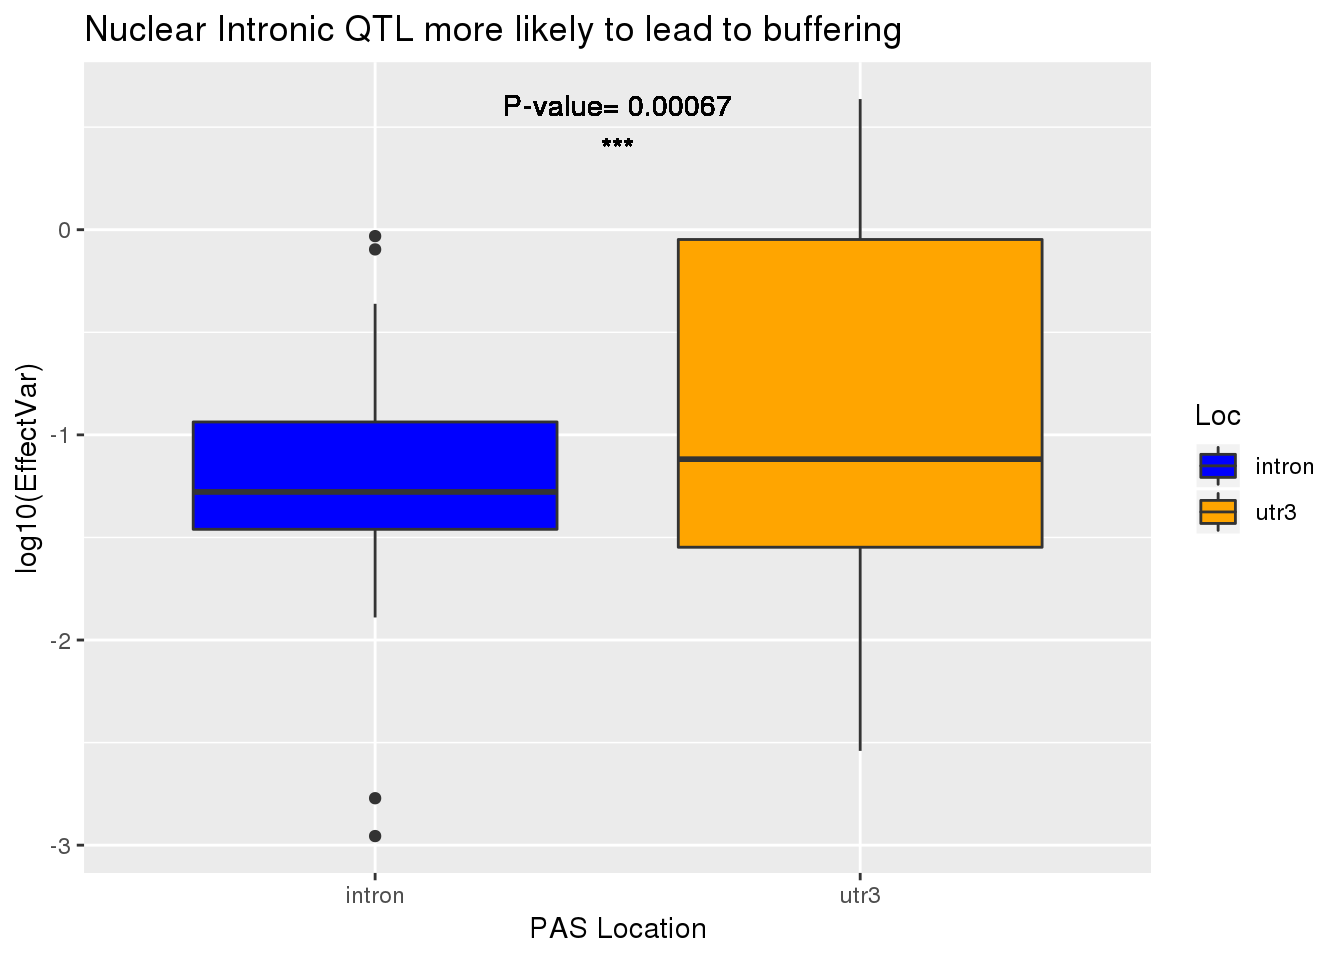 Nuclear Intronic QTL more likely to lead to buffering
P-value= 0.00067
***
0
-1
-2
-3
log10(EffectVar)
intron
utr3
PAS Location
Loc
intron
utr3